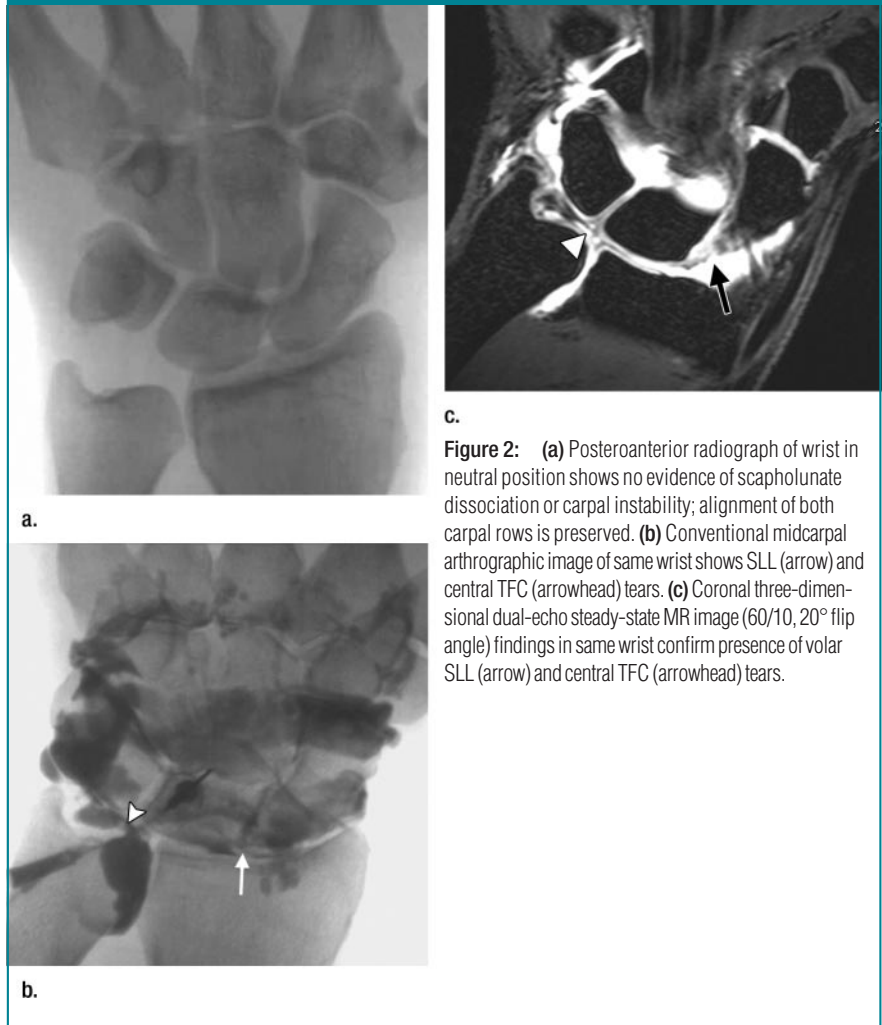 a.
c.
Figure 2: (a) Posteroanterior radiograph of wrist in
neutral position shows no evidence of scapholunate
dissociation or carpal instability; alignment of both
carpal rows is preserved. (b) Conventional midcarpal
arthrographic image of same wrist shows SLL (arrow) and
central TFC (arrowhead) tears. (c) Coronal three-dimen-
sional dual-echo steady-state MR image (60/10, 20° flip
angle) findings in same wrist confirm presence of volar
SLL (arrow) and central TFC (arrowhead) tears.
b.